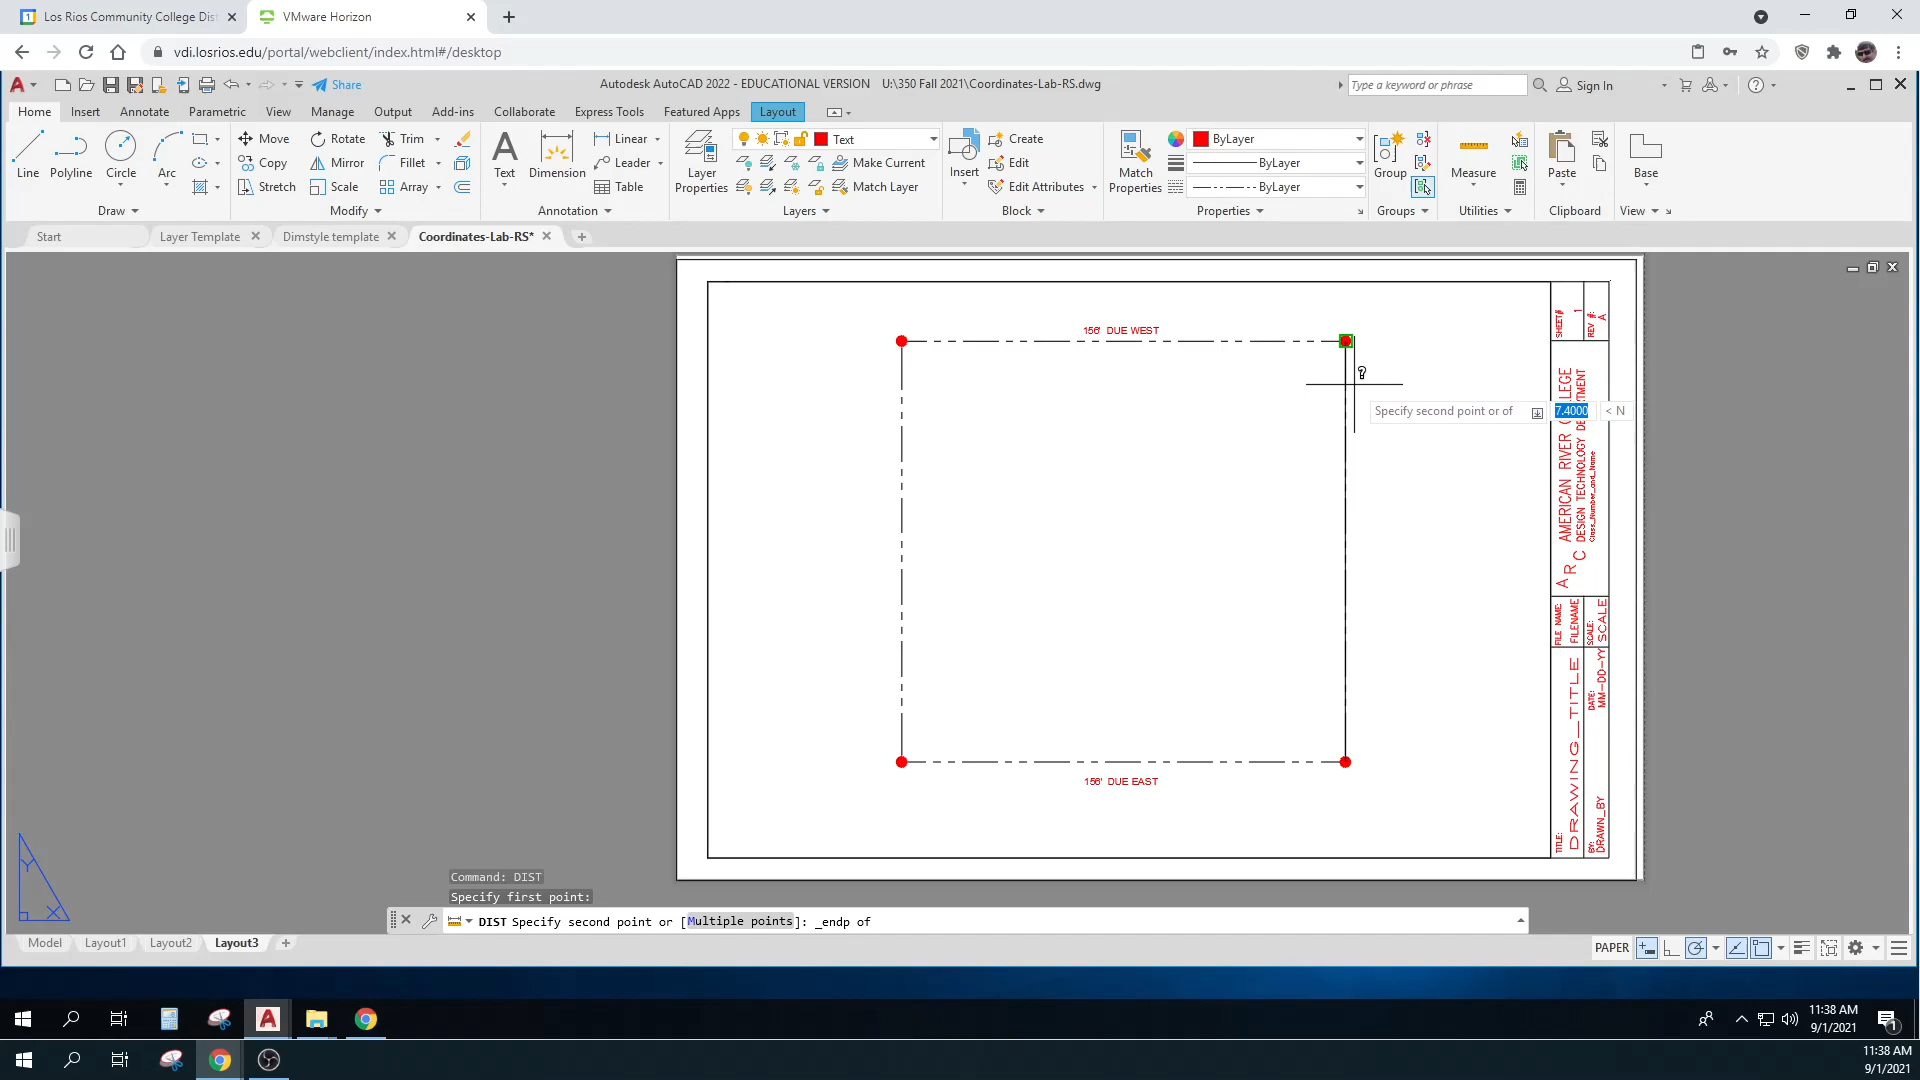 Los Rios Community College Dist
VMware Horizon
vdi.losrios.edu/portal/webclient/index.html#/desktop
Share
Autodesk AutoCAD 2022 - EDUCATIONAL VERSION U:\350 Fall 2021\Coordinates-Lab-RS.dwg
Type a keyword or phrase
Sign In
Home Insert Annotate Parametric View Manage Output Add-ins Collaborate Express Tools Featured Apps Layout
Line Polyline Circle Arc
Move Rotate Trim
Copy Mirror Fillet
Stretch Scale Array
Text Dimension
Linear
Leader
Table
Layer Properties
Text
Make Current
Match Layer
Insert
Create
Edit
Edit Attributes
Match Properties
ByLayer
ByLayer
ByLayer
Group
Measure
Paste
Base
Draw Modify Annotation Layers Block Properties Groups Utilities Clipboard View
Start Layer Template Dimstyle template Coordinates-Lab-RS*
156' DUE WEST
Specify second point or of 7.4000 < N
156' DUE EAST
SHEET# 1
REV #: A
DESIGN TECHNOLOGY
Class_Number_and_Name
A R C
FILE NAME: FILENAME
SCALE: SCALE
TITLE: DRAWING_TITLE
DATE: MM-DD-YY
BY: DRAWN_BY
Y
X
Command: DIST
Specify first point:
DIST Specify second point or [Multiple points]: _endp of
Model Layout1 Layout2 Layout3
PAPER
11:38 AM
9/1/2021
1
11:38 AM
9/1/2021